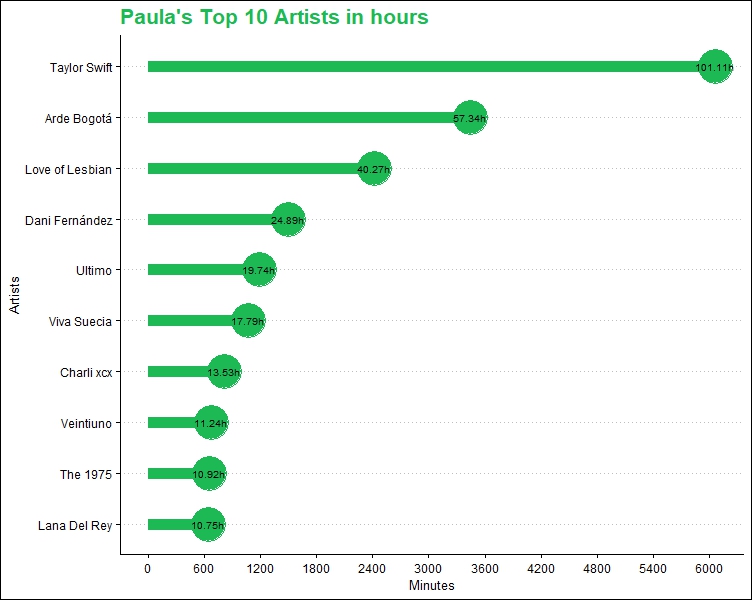 Paula's Top 10 Artists in hours
Taylor Swift 101.11h
Arde Bogotá 57.34h
Love of Lesbian 40.27h
Dani Fernández 24.89h
Ultimo 19.74h
Viva Suecia 17.79h
Charli xcx 13.53h
Veintiuno 11.24h
The 1975 10.92h
Lana Del Rey 10.75h
Artists
0 600 1200 1800 2400 3000 3600 4200 4800 5400 6000
Minutes